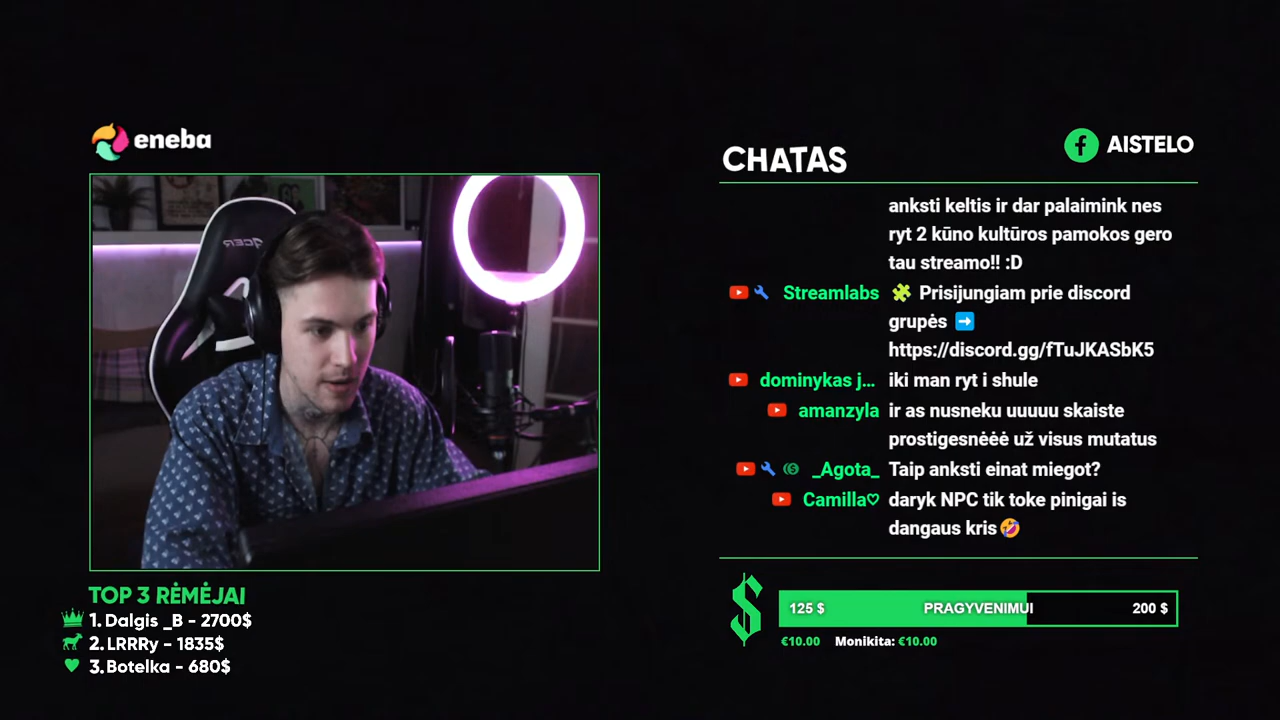 eneba
CHATAS
AISTELO
anksti keltis ir dar palaimink nes
ryt 2 kūno kultūros pamokos gero
tau streamo!! :D
Streamlabs 🧩 Prisijungiam prie discord
grupės ➡️
https://discord.gg/fTuJKASbK5
dominykas j... iki man ryt i shule
amanzyla ir as nusneku uuuuu skaiste
prostigesnėėė už visus mutatus
_Agota_ Taip anksti einat miegot?
Camilla♡ daryk NPC tik toke pinigai is
dangaus kris🤣
TOP 3 RĖMĖJAI
1. Dalgis _B - 2700$
2. LRRRy - 1835$
3. Botelka - 680$
$
125 $ PRAGYVENIMUI 200 $
€10.00 Monikita: €10.00